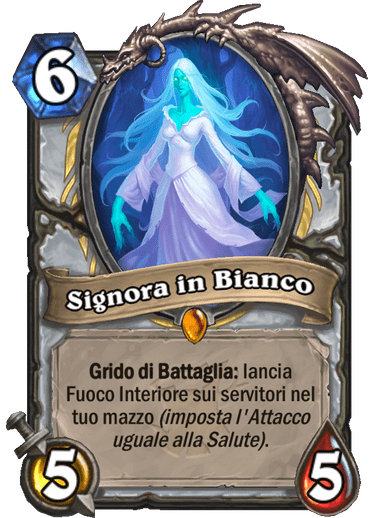 6
Signora in Bianco
Grido di Battaglia: lancia
Fuoco Interiore sui servitori nel
tuo mazzo (imposta l'Attacco
uguale alla Salute).
5
5